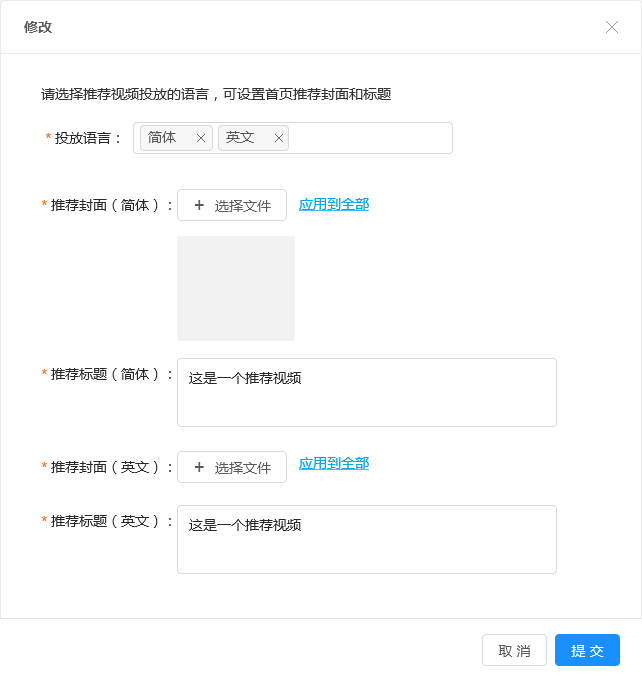 修改
请选择推荐视频投放的语言，可设置首页推荐封面和标题
* 投放语言： 简体 × 英文 ×
* 推荐封面（简体）： + 选择文件 应用到全部
* 推荐标题（简体）： 这是一个推荐视频
* 推荐封面（英文）： + 选择文件 应用到全部
* 推荐标题（英文）： 这是一个推荐视频
取 消 提 交